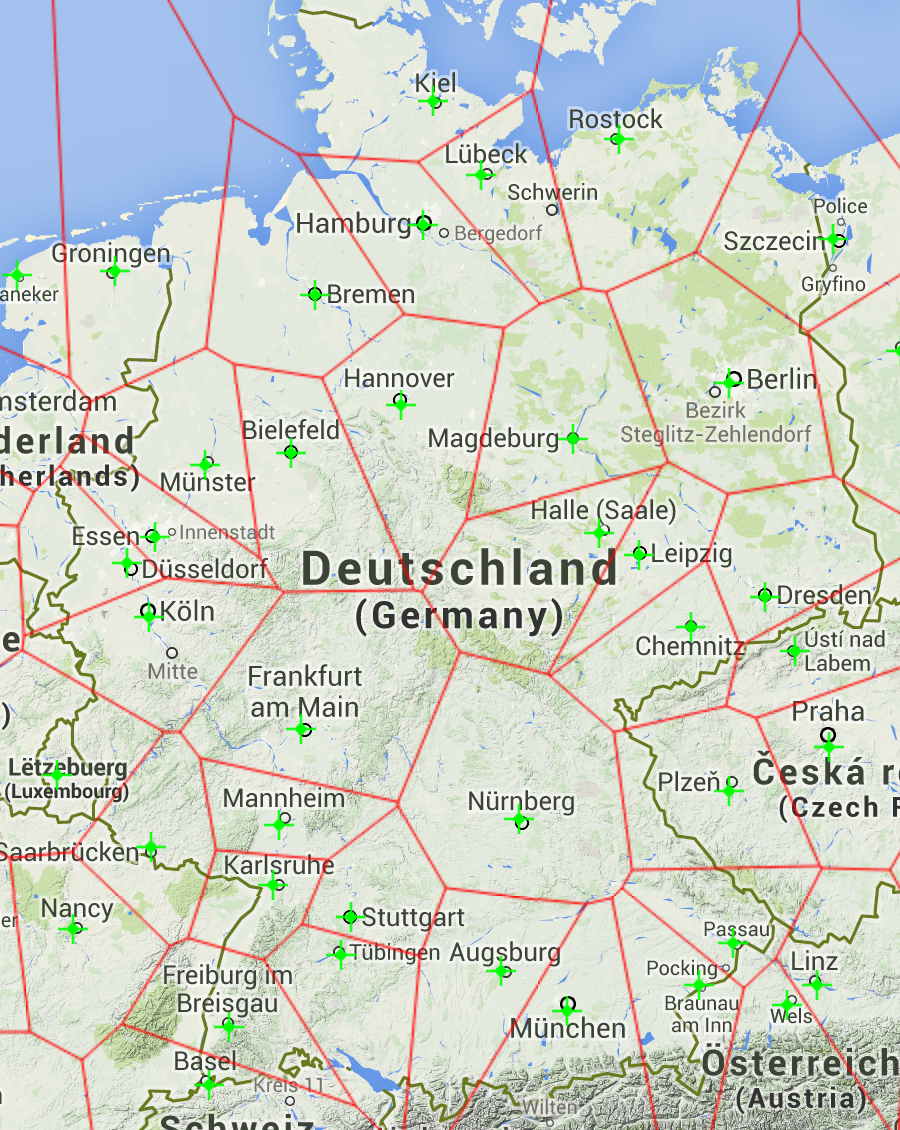 Kiel
Rostock
Lübeck
Schwerin
Police
Hamburg
Bergedorf
Szczecin
Groningen
Gryfino
aneker
Bremen
Hannover
Berlin
Bezirk
Steglitz-Zehlendorf
msterdam
derland
herlands)
Bielefeld
Magdeburg
Münster
Halle (Saale)
Essen
Innenstadt
Leipzig
Düsseldorf
Deutschland
(Germany)
Dresden
Köln
Chemnitz
Ústí nad
Labem
e
Mitte
Frankfurt
am Main
)
Praha
Lëtzebuerg
(Luxembourg)
Plzeň
Česká r
(Czech F
Mannheim
Nürnberg
Saarbrücken
Karlsruhe
Nancy
er
Stuttgart
Passau
Tübingen
Augsburg
Pocking
Linz
Freiburg im
Breisgau
Braunau
am Inn
Wels
München
Basel
Kreis 11
Österreich
(Austria)
Wilten
Schweiz